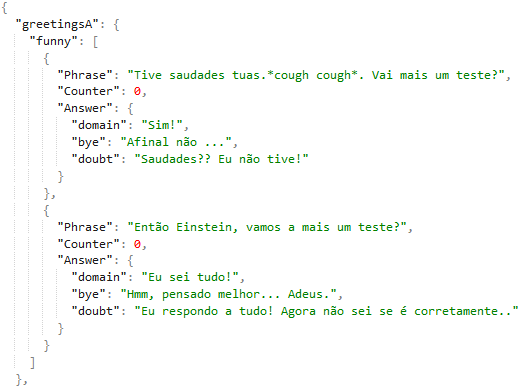 {
"greetingsA": {
"funny": [
{
"Phrase": "Tive saudades tuas.*cough cough*. Vai mais um teste?",
"Counter": 0,
"Answer": {
"domain": "Sim!",
"bye": "Afinal não ...",
"doubt": "Saudades?? Eu não tive!"
}
},
{
"Phrase": "Então Einstein, vamos a mais um teste?",
"Counter": 0,
"Answer": {
"domain": "Eu sei tudo!",
"bye": "Hmm, pensado melhor... Adeus.",
"doubt": "Eu respondo a tudo! Agora não sei se é corretamente.."
}
}
]
},